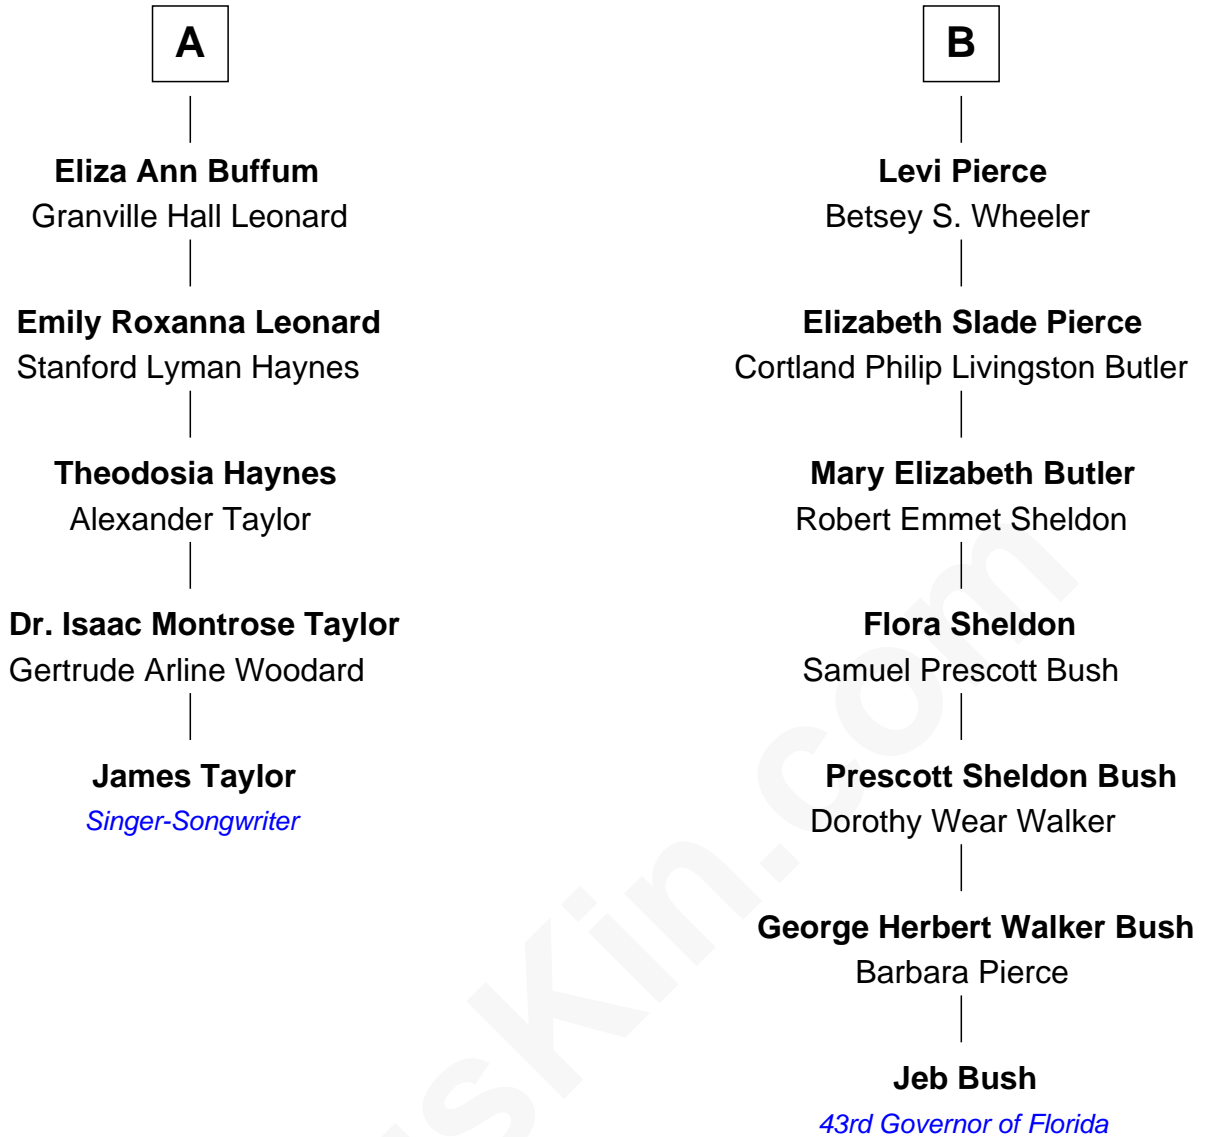 A
Eliza Ann Buffum
Granville Hall Leonard
Emily Roxanna Leonard
Stanford Lyman Haynes
Theodosia Haynes
Alexander Taylor
Dr. Isaac Montrose Taylor
Gertrude Arline Woodard
James Taylor
Singer-Songwriter
B
Levi Pierce
Betsey S. Wheeler
Elizabeth Slade Pierce
Cortland Philip Livingston Butler
Mary Elizabeth Butler
Robert Emmet Sheldon
Flora Sheldon
Samuel Prescott Bush
Prescott Sheldon Bush
Dorothy Wear Walker
George Herbert Walker Bush
Barbara Pierce
Jeb Bush
43rd Governor of Florida
sKin.com